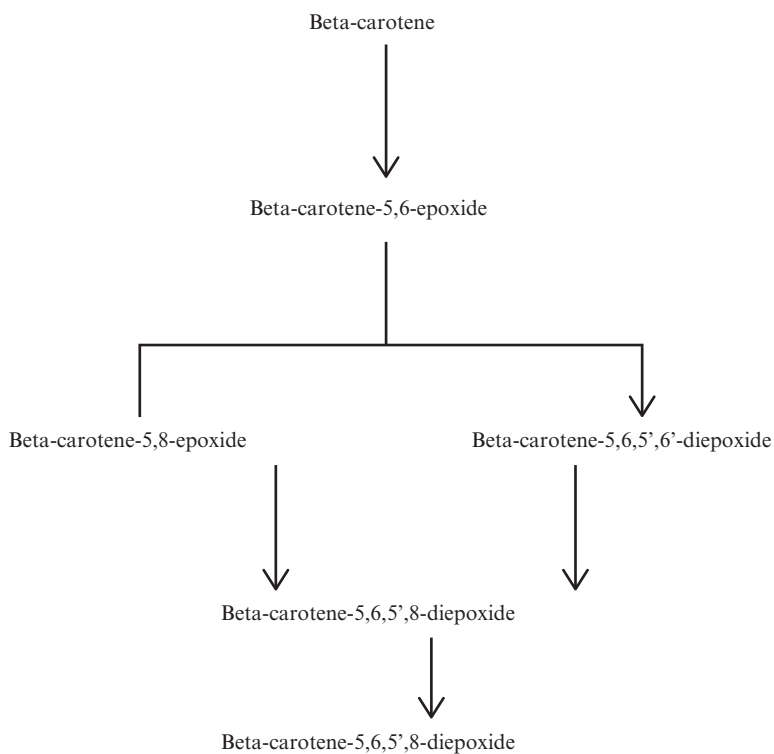 Beta-carotene
Beta-carotene-5,6-epoxide
Beta-carotene-5,8-epoxide
Beta-carotene-5,6,5’,6’-diepoxide
Beta-carotene-5,6,5’,8-diepoxide
Beta-carotene-5,6,5’,8-diepoxide